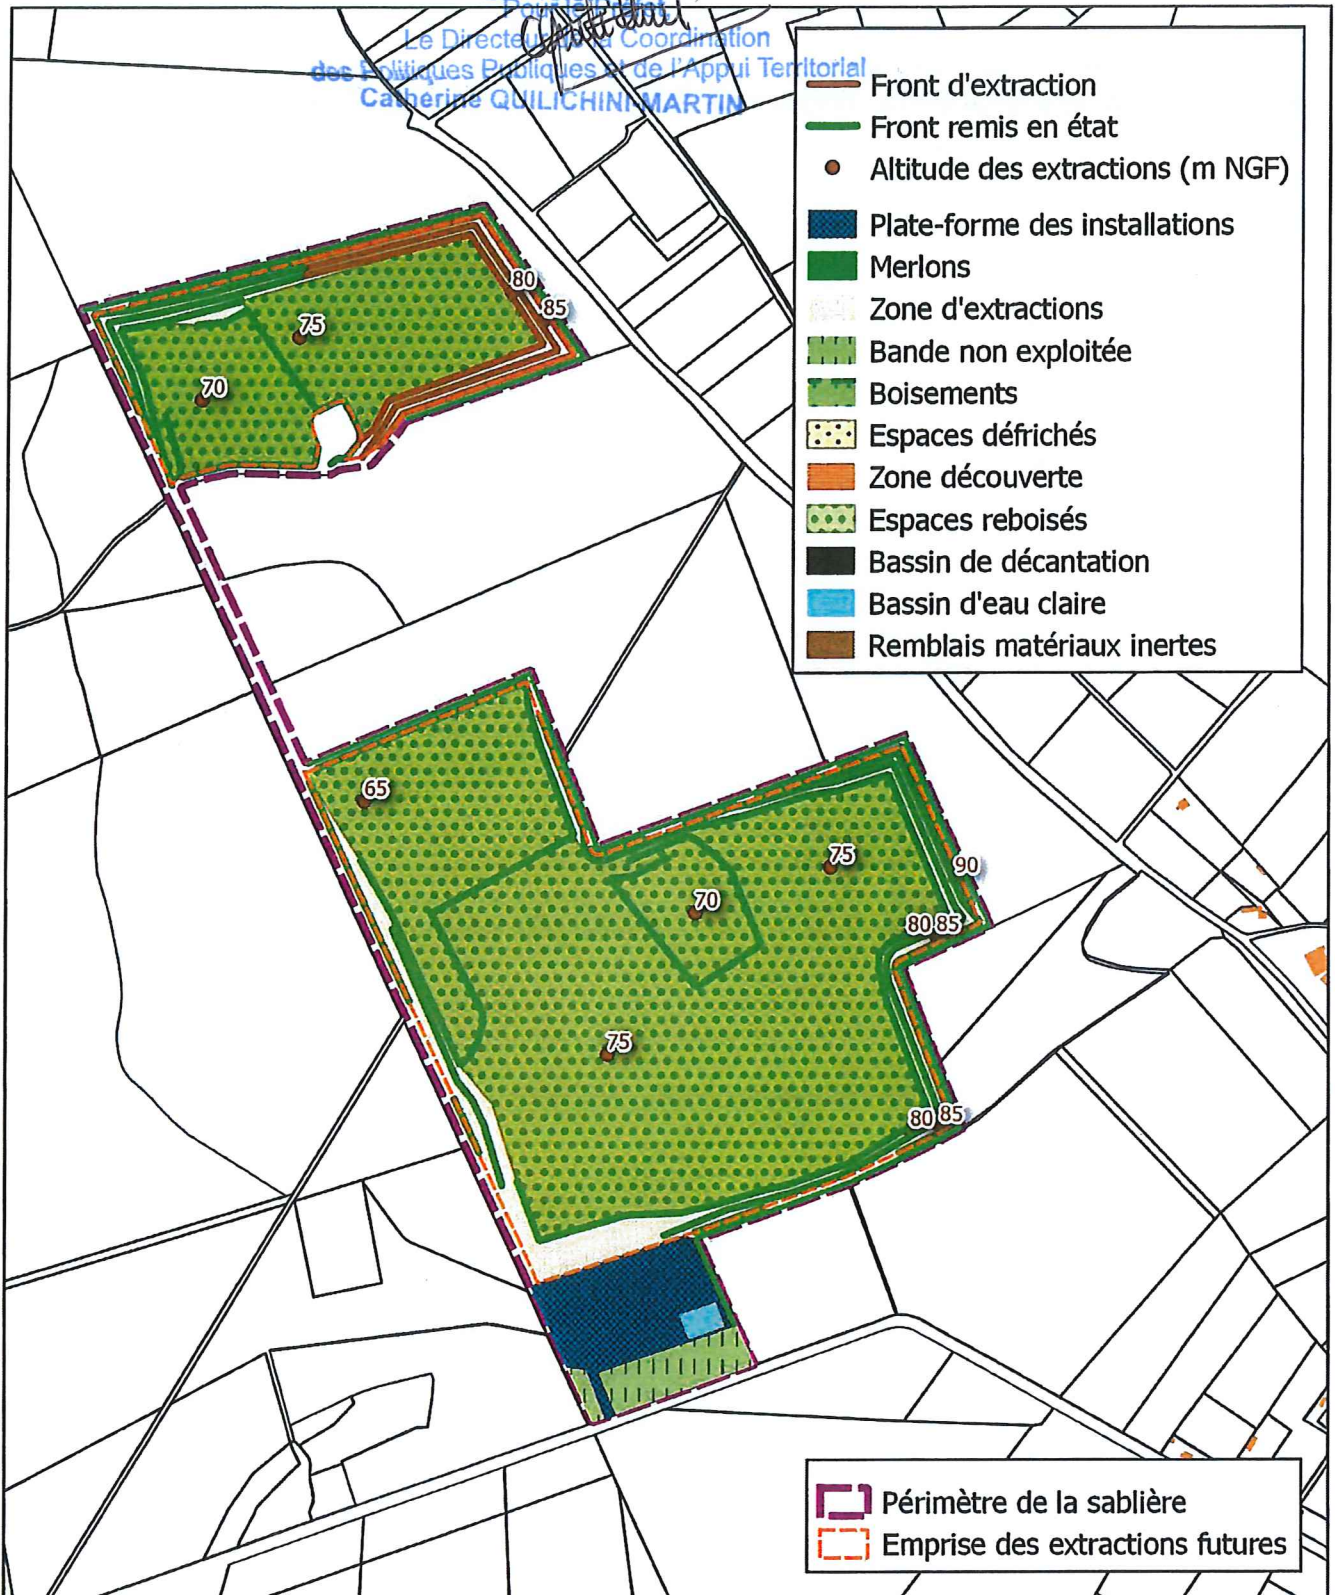 Pour le Préfet,
Le Directeur de la Coordination
des Politiques Publiques et de l'Appui Territorial
Catherine QUILICHINI-MARTIN
Front d'extraction
Front remis en état
Altitude des extractions (m NGF)
Plate-forme des installations
Merlons
Zone d'extractions
Bande non exploitée
Boisements
Espaces défrichés
Zone découverte
Espaces reboisés
Bassin de décantation
Bassin d'eau claire
Remblais matériaux inertes
80
85
75
70
65
75
90
70
80 85
75
80 85
Périmètre de la sablière
Emprise des extractions futures